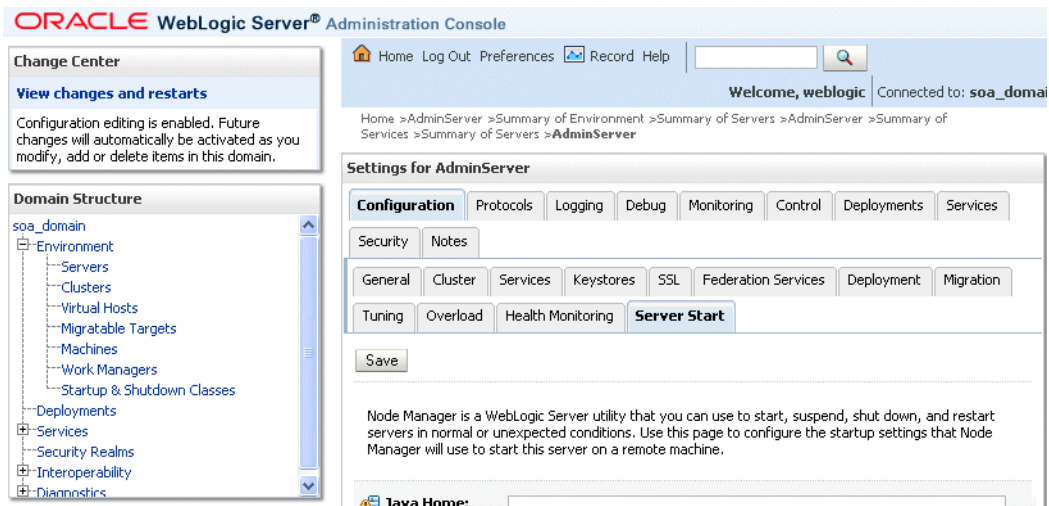 ORACLE WebLogic Server® Administration Console
Change Center
View changes and restarts
Configuration editing is enabled. Future
changes will automatically be activated as you
modify, add or delete items in this domain.
Domain Structure
soa_domain
Environment
Servers
Clusters
Virtual Hosts
Migratable Targets
Machines
Work Managers
Startup & Shutdown Classes
Deployments
Services
Security Realms
Interoperability
Diagnostics
Home Log Out Preferences Record Help
Welcome, weblogic Connected to: soa_domai
Home >AdminServer >Summary of Environment >Summary of Servers >AdminServer >Summary of
Services >Summary of Servers >AdminServer
Settings for AdminServer
Configuration Protocols Logging Debug Monitoring Control Deployments Services
Security Notes
General Cluster Services Keystores SSL Federation Services Deployment Migration
Tuning Overload Health Monitoring Server Start
Save
Node Manager is a WebLogic Server utility that you can use to start, suspend, shut down, and restart
servers in normal or unexpected conditions. Use this page to configure the startup settings that Node
Manager will use to start this server on a remote machine.
Java Home: